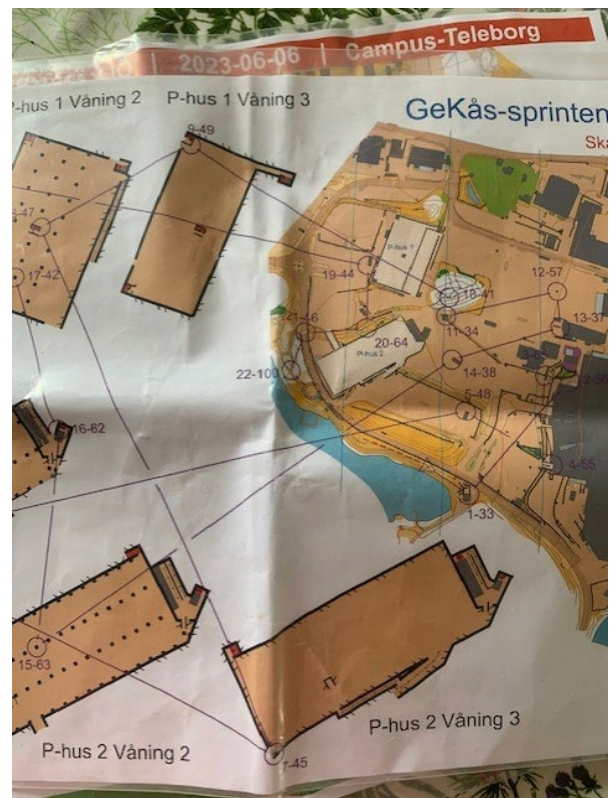 2023-06-06 | Campus-Teleborg
P-hus 1 Våning 2
P-hus 1 Våning 3
GeKås-sprinten
Ska
9-49
P-hus 1
-47
17-42
19-44
12-57
18-41
11-34
13-37
21-46
20-64
P-hus 2
22-100
14-38
5-48
16-62
4-55
1-33
15-63
7-45
P-hus 2 Våning 3
P-hus 2 Våning 2